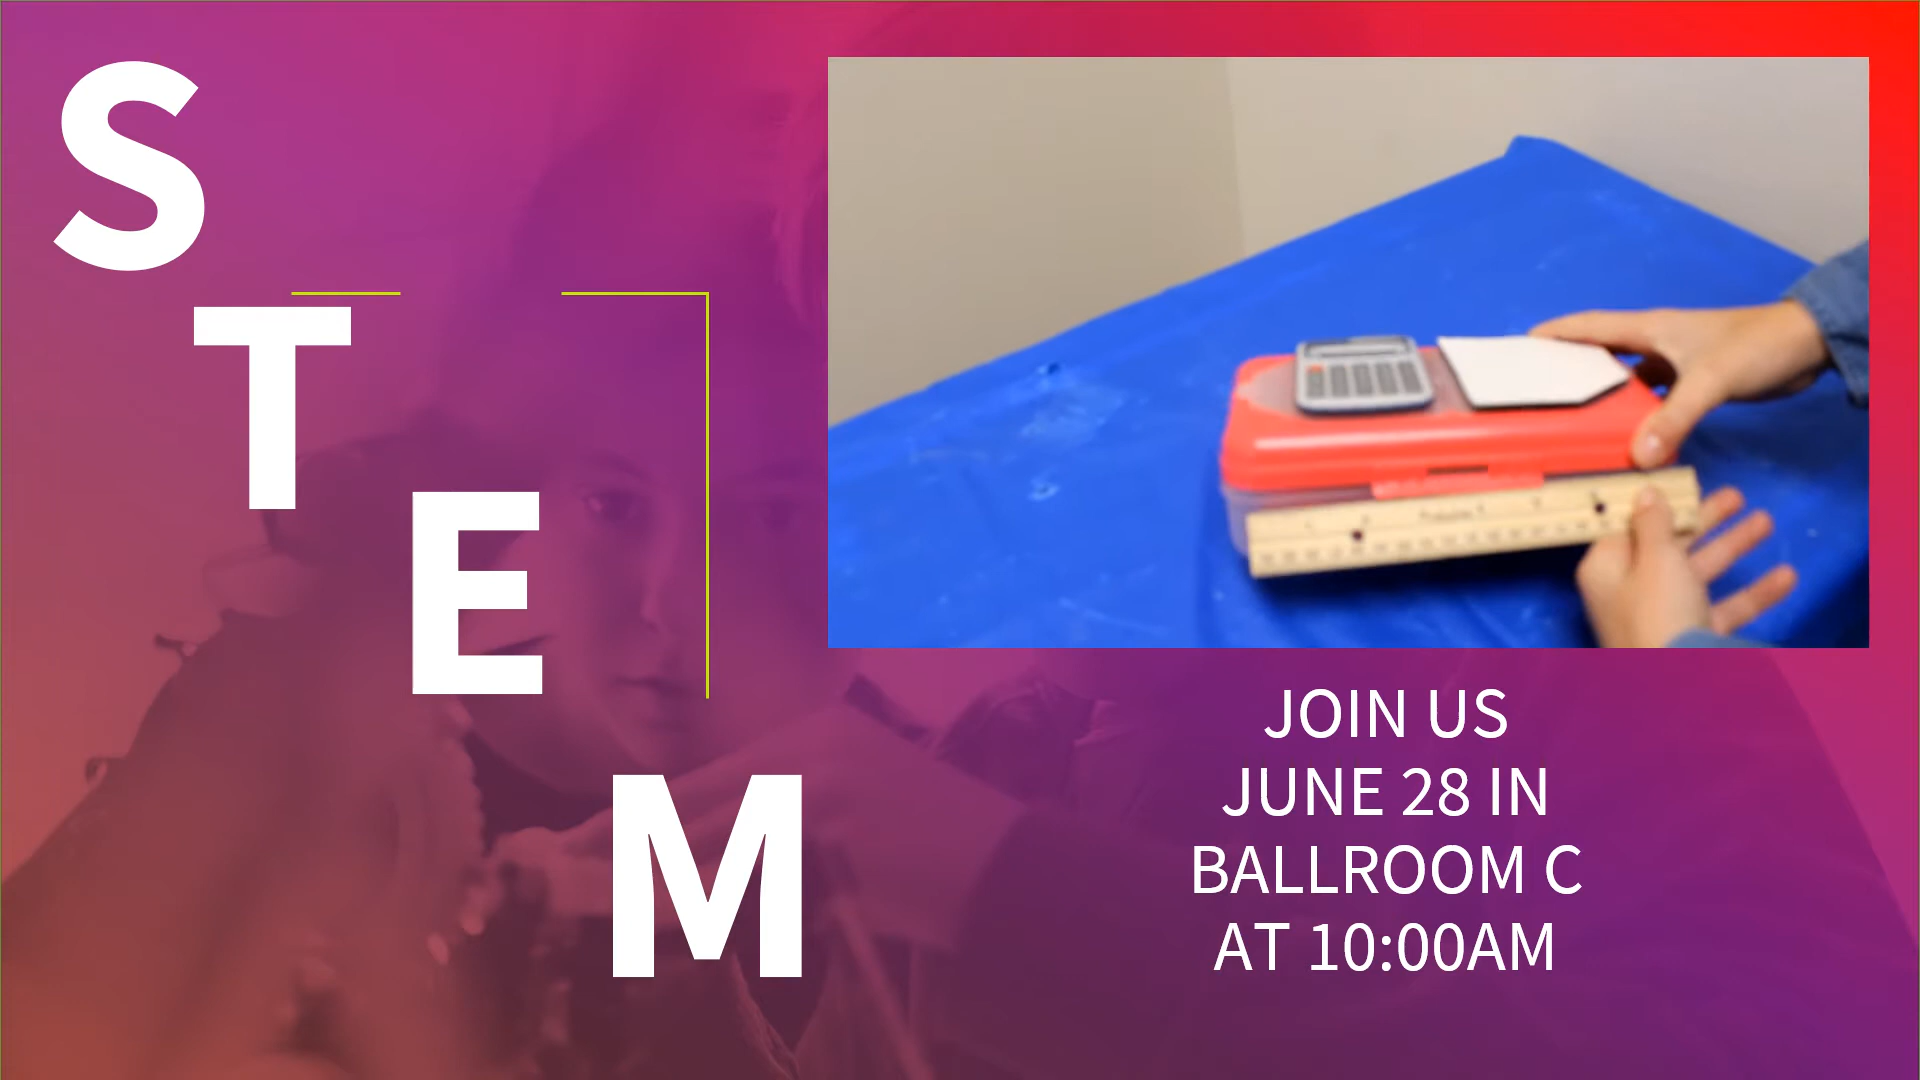 S
T
E
M
JOIN US
JUNE 28 IN
BALLROOM C
AT 10:00AM